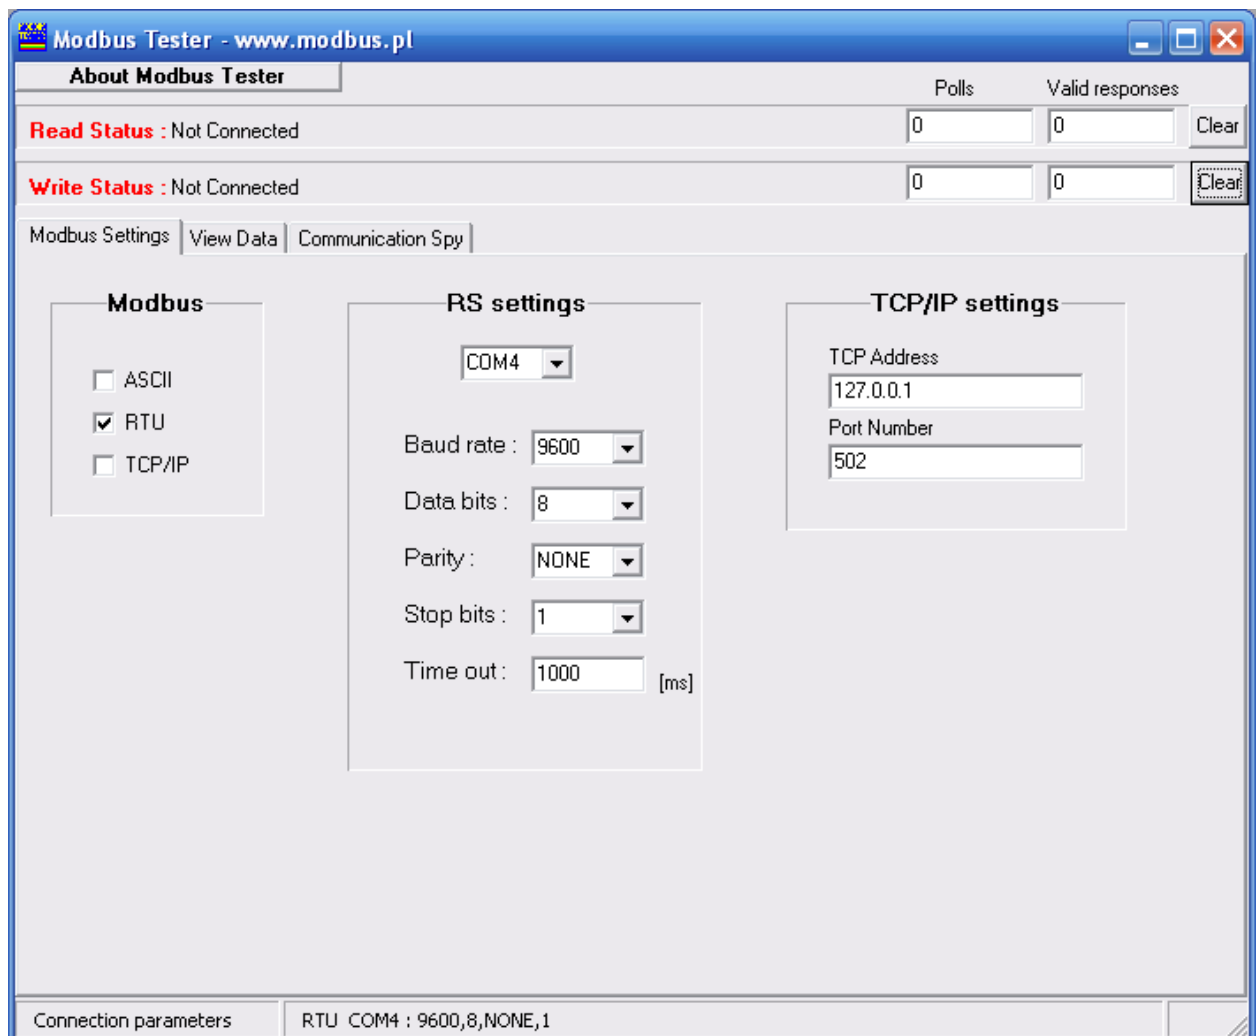 Modbus Tester - www.modbus.pl
About Modbus Tester
Polls Valid responses
Read Status : Not Connected 0 0 Clear
Write Status : Not Connected 0 0 Clear
Modbus Settings View Data Communication Spy
Modbus
ASCII
RTU
TCP/IP
RS settings
COM4
Baud rate : 9600
Data bits : 8
Parity : NONE
Stop bits : 1
Time out : 1000 [ms]
TCP/IP settings
TCP Address
127.0.0.1
Port Number
502
Connection parameters RTU COM4 : 9600,8,NONE,1